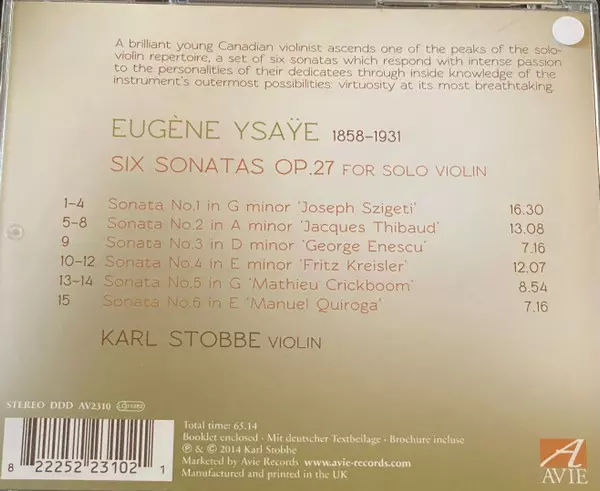 A brilliant young Canadian violinist ascends one of the peaks of the solo-
violin repertoire, a set of six sonatas which respond with intense passion
to the personalities of their dedicatees through inside knowledge of the
instrument's outermost possibilities: virtuosity at its most breathtaking.
EUGÈNE YSAŸE 1858-1931
SIX SONATAS OP.27 FOR SOLO VIOLIN
1-4 Sonata No.1 in G minor 'Joseph Szigeti' 16.30
5-8 Sonata No.2 in A minor 'Jacques Thibaud' 13.08
9 Sonata No.3 in D minor 'George Enescu' 7.16
10-12 Sonata No.4 in E minor 'Fritz Kreisler' 12.07
13-14 Sonata No.5 in G 'Mathieu Crickboom' 8.54
15 Sonata No.6 in E 'Manuel Quiroga' 7.16
KARL STOBBE VIOLIN
STEREO DDD AV2310
Total time: 65.14
Booklet enclosed · Mit deutscher Textbeilage · Brochure incluse
℗ & © 2014 Karl Stobbe
Marketed by Avie Records www.avie-records.com
Manufactured and printed in the UK
8 22252 23102 1
A
AVIE